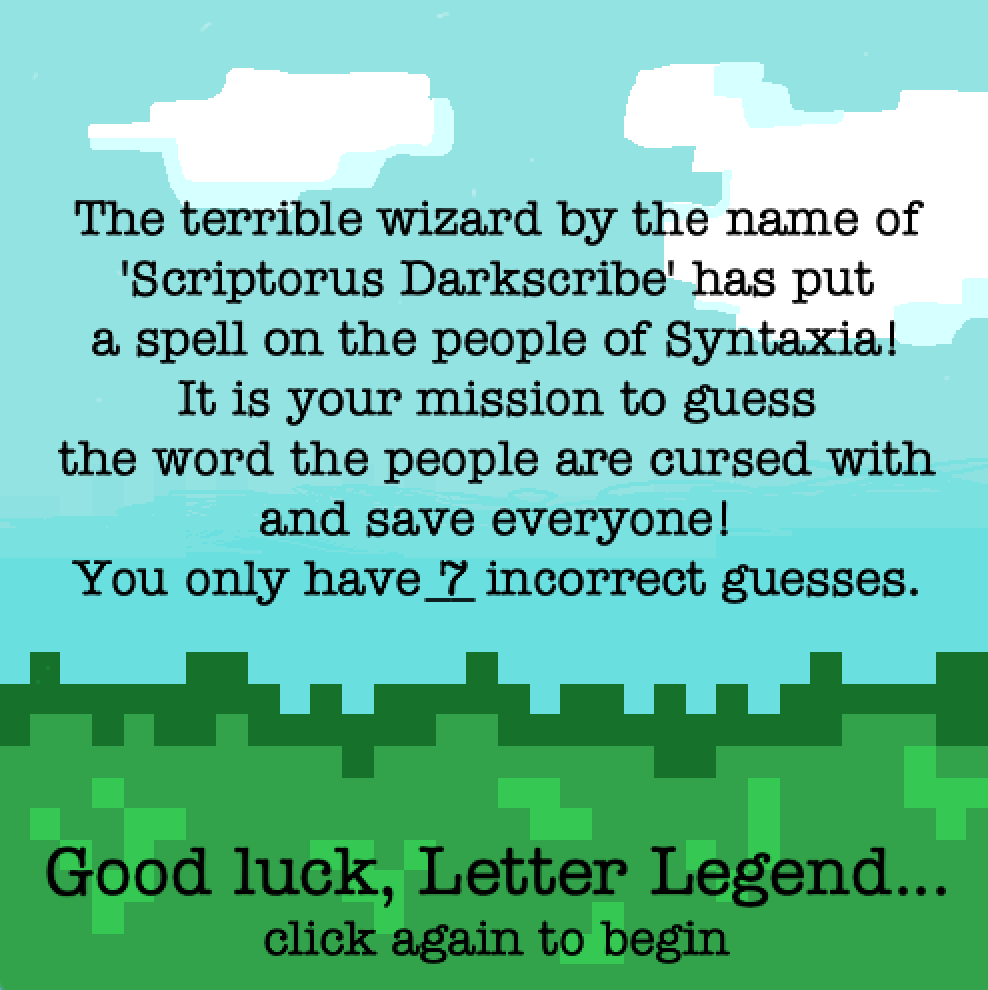 The terrible wizard by the name of
'Scriptorus Darkscribe' has put
a spell on the people of Syntaxia!
It is your mission to guess
the word the people are cursed with
and save everyone!
You only have 7 incorrect guesses.
Good luck, Letter Legend...
click again to begin